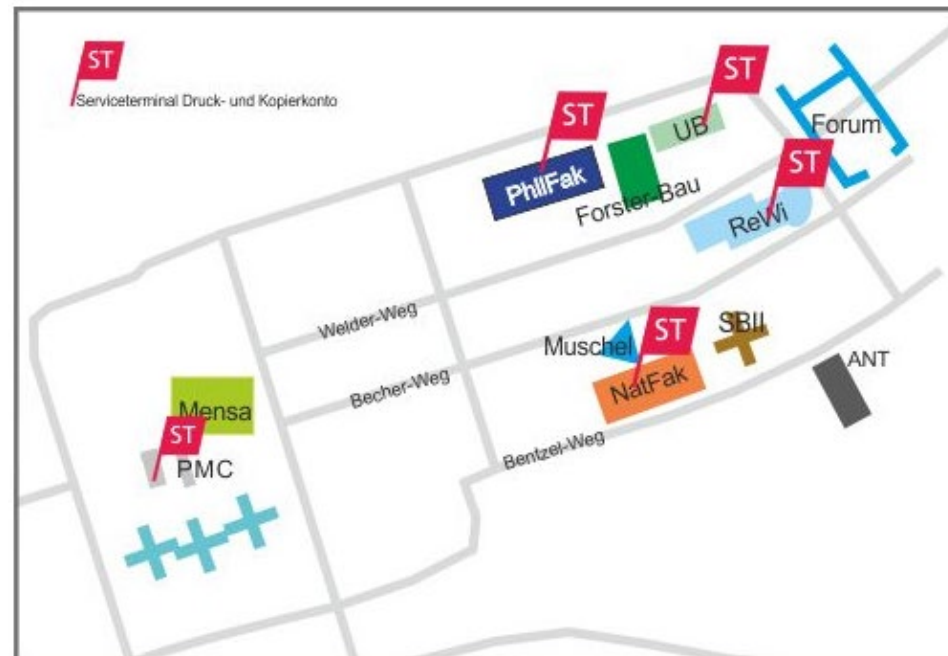 ST
Serviceterminal Druck- und Kopierkonto
ST
UB
Forum
ST
PhilFak
Forster-Bau
ST
ReWi
Welder-Weg
Muschel
ST
SBII
ANT
NatFak
Becher-Weg
Mensa
ST
PMC
Bentzel-Weg